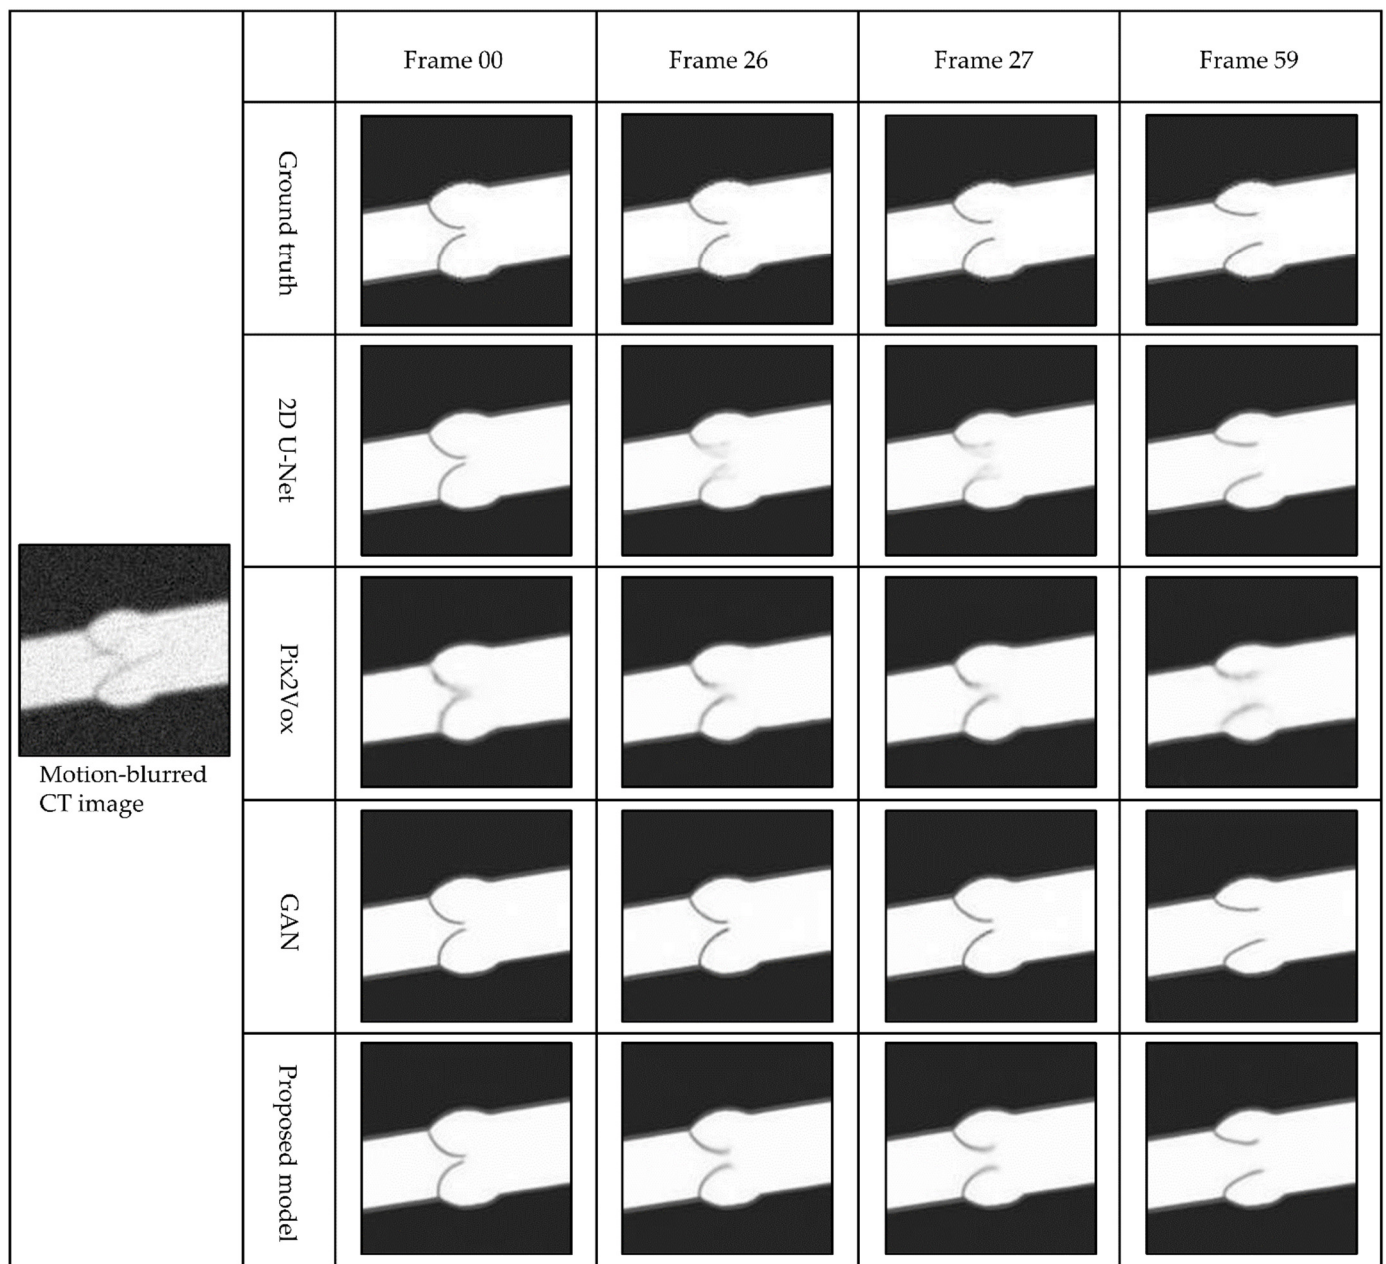 Frame 00
Frame 26
Frame 27
Frame 59
Ground truth
2D U-Net
Pix2Vox
Motion-blurred
CT image
GAN
Proposed model